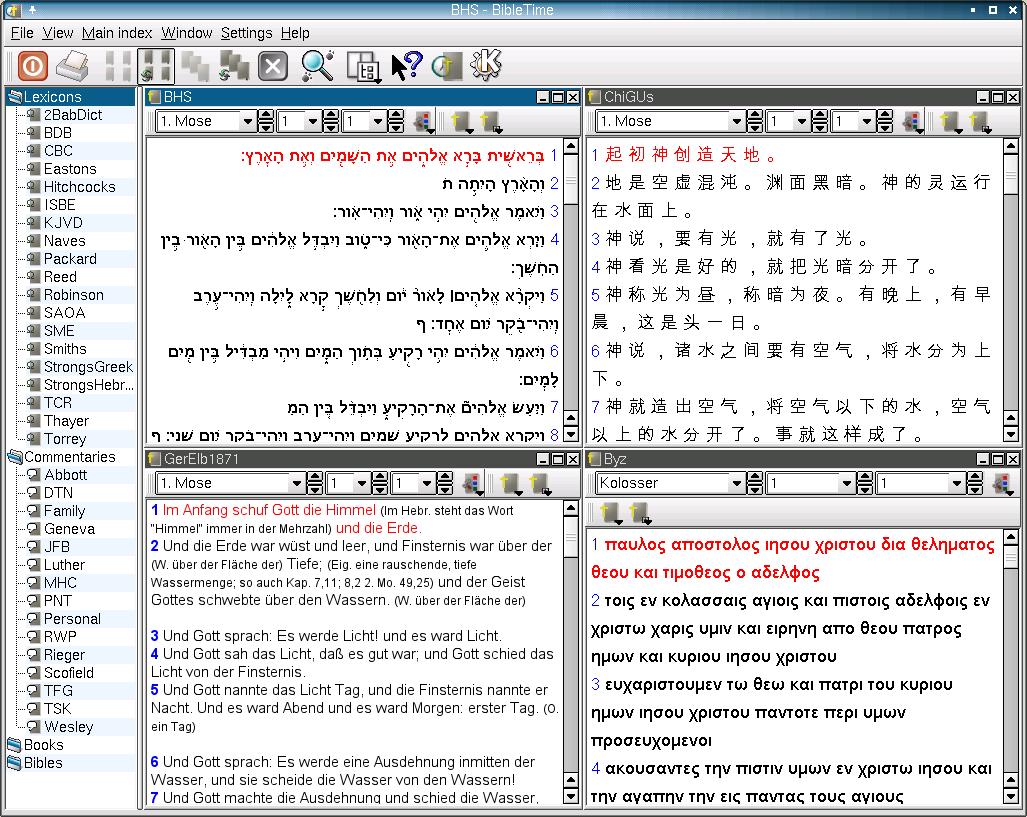 BHS - BibleTime
File View Main index Window Settings Help
Lexicons
2BabDict
BDB
CBC
Eastons
Hitchcocks
ISBE
KJVD
Naves
Packard
Reed
Robinson
SAOA
SME
Smiths
StrongsGreek
StrongsHebr...
TCR
Thayer
Torrey
Commentaries
Abbott
DTN
Family
Geneva
JFB
Luther
MHC
PNT
Personal
RWP
Rieger
Scofield
TFG
TSK
Wesley
Books
Bibles
BHS
1. Mose 1 1
1 בְּרֵאשִׁ֖ית בָּרָ֣א אֱלֹהִ֑ים אֵ֥ת הַשָּׁמַ֖יִם וְאֵ֥ת הָאָֽרֶץ׃
2 וְהָאָ֗רֶץ הָיְתָ֥ה ת
3 וַיֹּ֥אמֶר אֱלֹהִ֖ים יְהִ֣י א֑וֹר וַֽיְהִי־אֽוֹר׃
4 וַיַּ֧רְא אֱלֹהִ֛ים אֶת־הָא֖וֹר כִּי־ט֑וֹב וַיַּבְדֵּ֣ל אֱלֹהִ֔ים בֵּ֥ין הָא֖וֹר וּבֵ֥ין
הַחֹֽשֶׁךְ׃
5 וַיִּקְרָ֨א אֱלֹהִ֤ים׀ לָאוֹר֙ י֔וֹם וְלַחֹ֖שֶׁךְ קָ֣רָא לָ֑יְלָה וַֽיְהִי־עֶ֥רֶב
וַֽיְהִי־בֹ֖קֶר י֥וֹם אֶחָֽד׃ ף
6 וַיֹּ֣אמֶר אֱלֹהִ֔ים יְהִ֥י רָקִ֖יעַ בְּת֣וֹךְ הַמָּ֑יִם וִיהִ֣י מַבְדִּ֔יל בֵּ֥ין מַ֖יִם
לָמָֽיִם׃
7 וַיַּ֣עַשׂ אֱלֹהִים֮ אֶת־הָרָקִיעַ֒ וַיַּבְדֵּ֗ל בֵּ֤ין הַמ
8 וַיִּקְרָ֧א אֱלֹהִ֛ים לָֽרָקִ֖יעַ שָׁמָ֑יִם וַֽיְהִי־עֶ֥רֶב וַֽיְהִי־בֹ֖קֶר י֥וֹם שֵׁנִֽי׃ ף
ChiGUs
1. Mose 1 1
1 起初神创造天地。
2 地是空虚混沌。渊面黑暗。神的灵运行
在水面上。
3 神说，要有光，就有了光。
4 神看光是好的，就把光暗分开了。
5 神称光为昼，称暗为夜。有晚上，有早
晨，这是头一日。
6 神说，诸水之间要有空气，将水分为上
下。
7 神就造出空气，将空气以下的水，空气
以上的水分开了。事就这样成了。
GerElb1871
1. Mose 1 1
1 Im Anfang schuf Gott die Himmel (Im Hebr. steht das Wort
"Himmel" immer in der Mehrzahl) und die Erde.
2 Und die Erde war wüst und leer, und Finsternis war über der
(W. über der Fläche der) Tiefe; (Eig. eine rauschende, tiefe
Wassermenge; so auch Kap. 7,11; 8,2 2. Mo. 49,25) und der Geist
Gottes schwebte über den Wassern. (W. über der Fläche der)
3 Und Gott sprach: Es werde Licht! und es ward Licht.
4 Und Gott sah das Licht, daß es gut war; und Gott schied das
Licht von der Finsternis.
5 Und Gott nannte das Licht Tag, und die Finsternis nannte er
Nacht. Und es ward Abend und es ward Morgen: erster Tag. (O.
ein Tag)
6 Und Gott sprach: Es werde eine Ausdehnung inmitten der
Wasser, und sie scheide die Wasser von den Wassern!
7 Und Gott machte die Ausdehnung und schied die Wasser,
Byz
Kolosser 1 1
1 παυλος αποστολος ιησου χριστου δια θεληματος
θεου και τιμοθεος ο αδελφος
2 τοις εν κολασσαις αγιοις και πιστοις αδελφοις εν
χριστω χαρις υμιν και ειρηνη απο θεου πατρος
ημων και κυριου ιησου χριστου
3 ευχαριστουμεν τω θεω και πατρι του κυριου
ημων ιησου χριστου παντοτε περι υμων
προσευχομενοι
4 ακουσαντες την πιστιν υμων εν χριστω ιησου και
την αγαπην την εις παντας τους αγιους